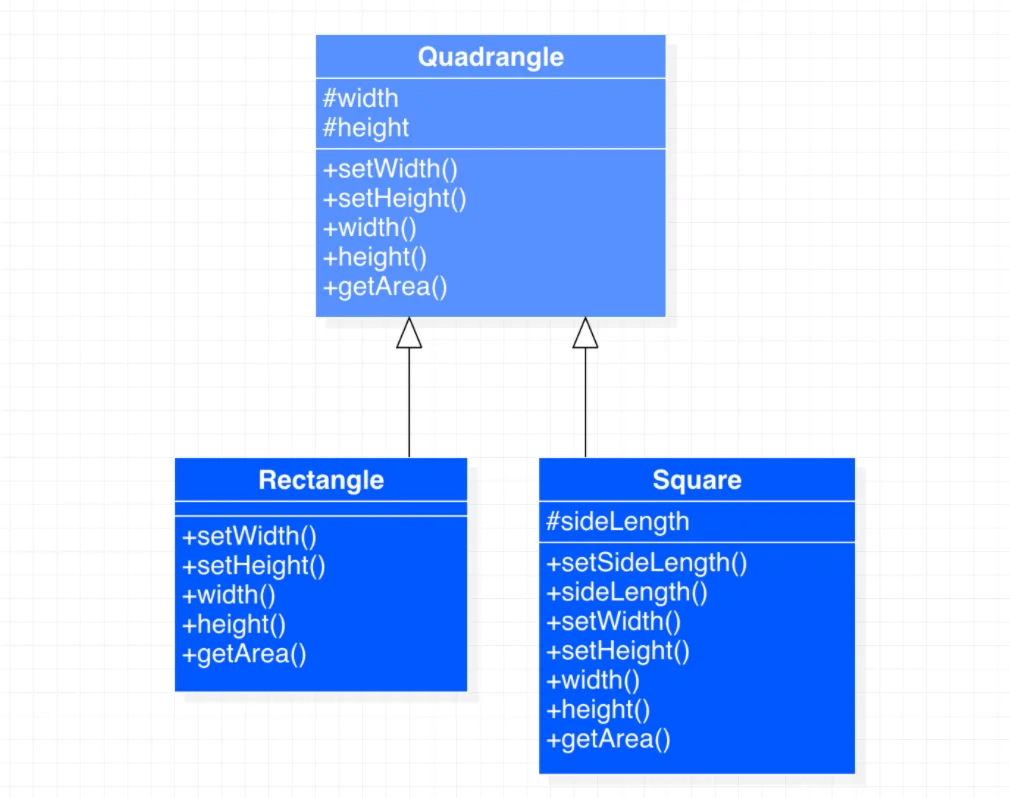 Quadrangle
#width
#height
+setWidth()
+setHeight()
+width()
+height()
+getArea()
Rectangle
+setWidth()
+setHeight()
+width()
+height()
+getArea()
Square
#sideLength
+setSideLength()
+sideLength()
+setWidth()
+setHeight()
+width()
+height()
+getArea()